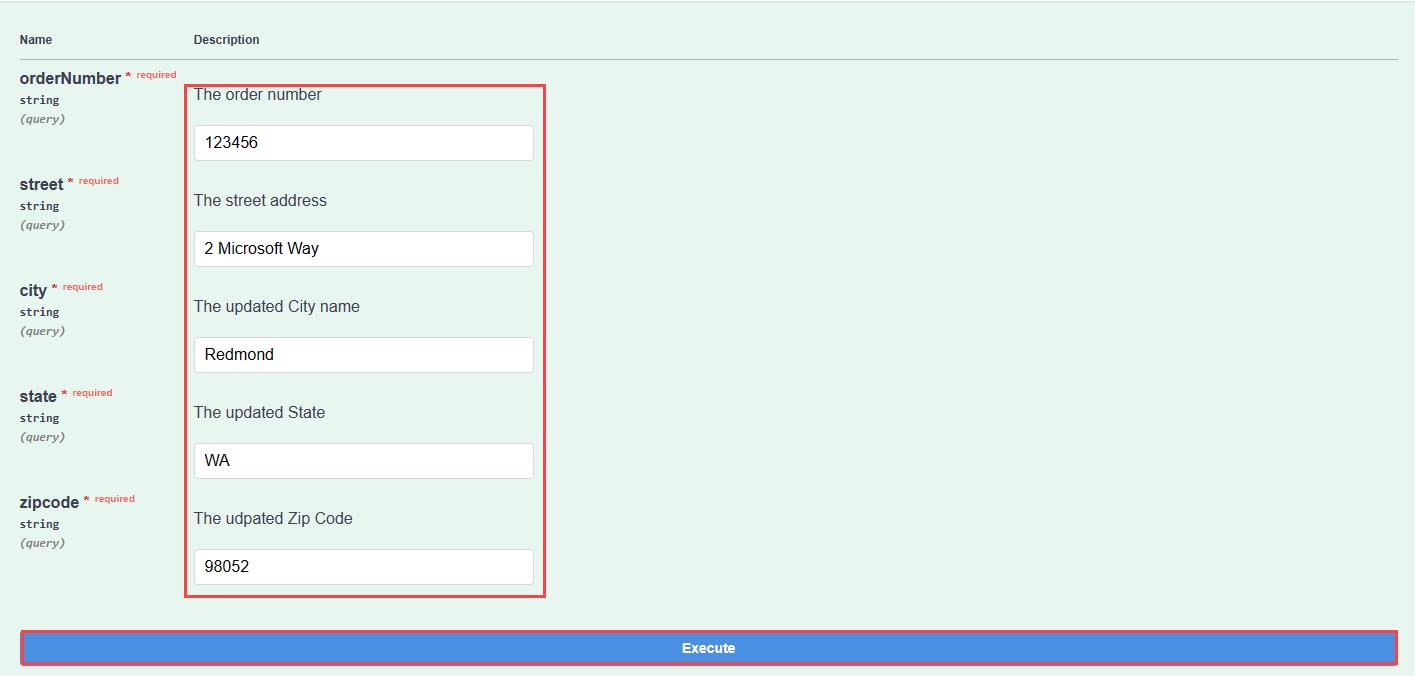 Name Description
orderNumber * required
The order number
string
(query)
123456
street * required
The street address
string
(query)
2 Microsoft Way
city * required
The updated City name
string
(query)
Redmond
state * required
The updated State
string
(query)
WA
zipcode * required
The udpated Zip Code
string
(query)
98052
Execute